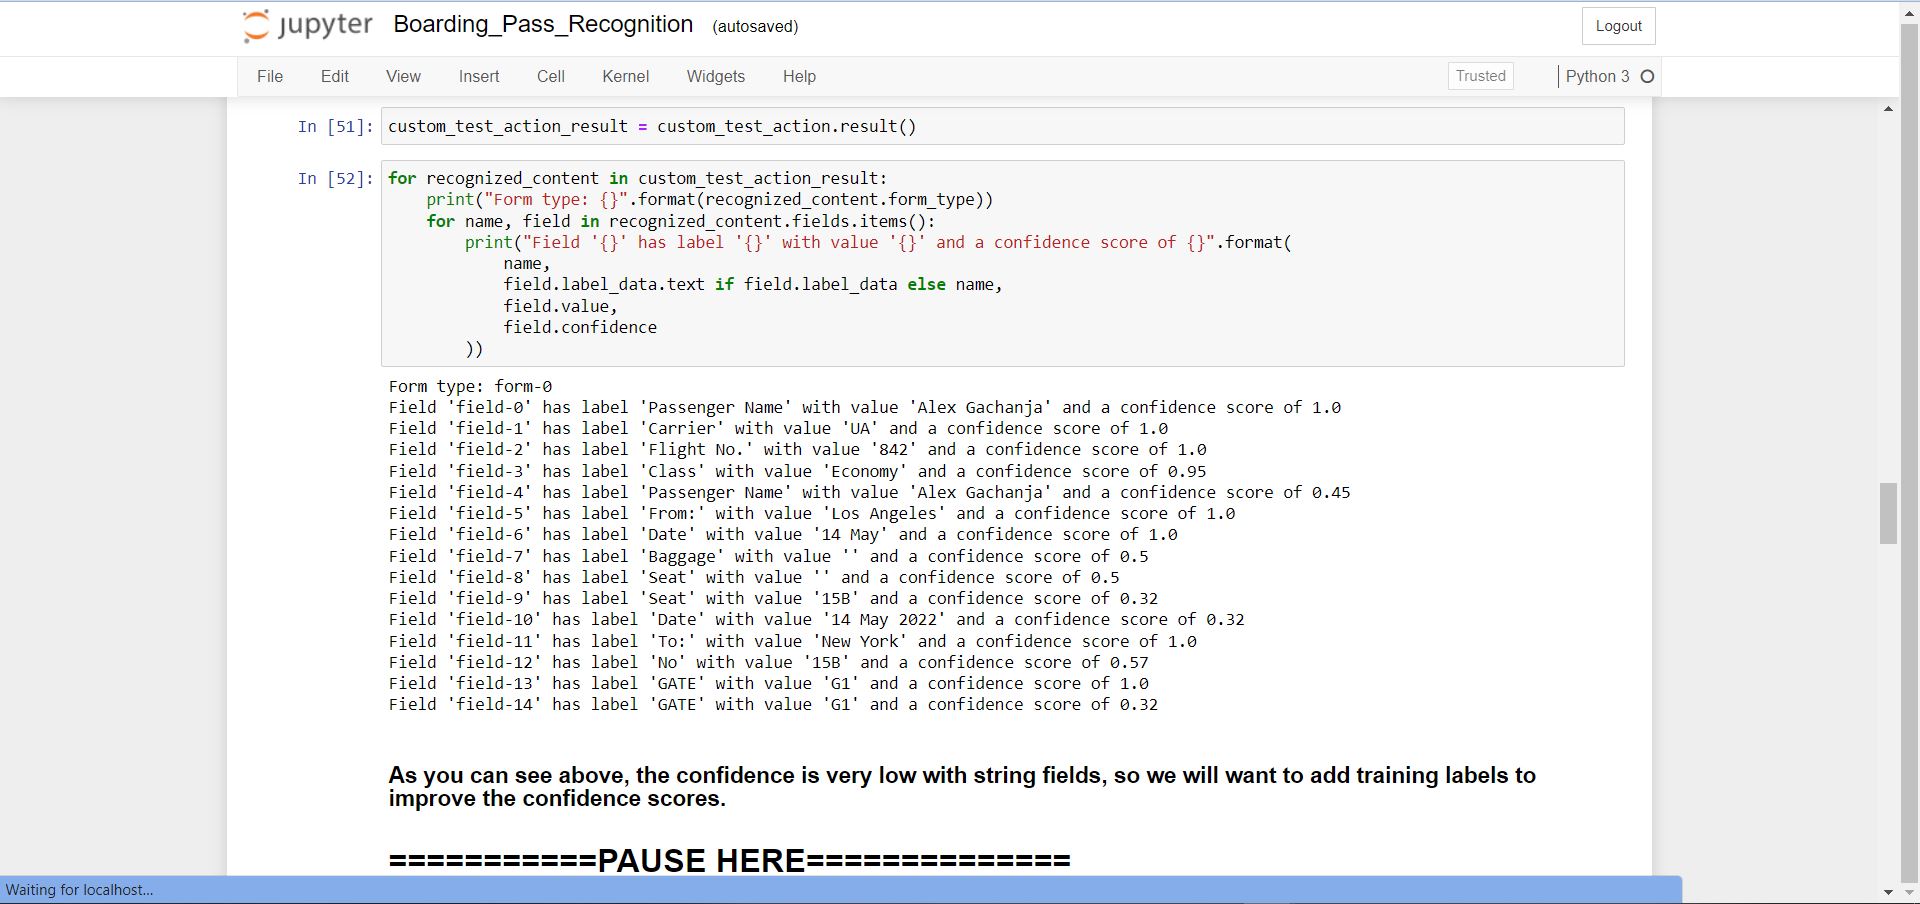 jupyter Boarding_Pass_Recognition (autosaved) Logout
File Edit View Insert Cell Kernel Widgets Help Trusted Python 3
In [51]: custom_test_action_result = custom_test_action.result()
In [52]: for recognized_content in custom_test_action_result:
print("Form type: {}".format(recognized_content.form_type))
for name, field in recognized_content.fields.items():
print("Field '{}' has label '{}' with value '{}' and a confidence score of {}".format(
name,
field.label_data.text if field.label_data else name,
field.value,
field.confidence
))
Form type: form-0
Field 'field-0' has label 'Passenger Name' with value 'Alex Gachanja' and a confidence score of 1.0
Field 'field-1' has label 'Carrier' with value 'UA' and a confidence score of 1.0
Field 'field-2' has label 'Flight No.' with value '842' and a confidence score of 1.0
Field 'field-3' has label 'Class' with value 'Economy' and a confidence score of 0.95
Field 'field-4' has label 'Passenger Name' with value 'Alex Gachanja' and a confidence score of 0.45
Field 'field-5' has label 'From:' with value 'Los Angeles' and a confidence score of 1.0
Field 'field-6' has label 'Date' with value '14 May' and a confidence score of 1.0
Field 'field-7' has label 'Baggage' with value '' and a confidence score of 0.5
Field 'field-8' has label 'Seat' with value '' and a confidence score of 0.5
Field 'field-9' has label 'Seat' with value '15B' and a confidence score of 0.32
Field 'field-10' has label 'Date' with value '14 May 2022' and a confidence score of 0.32
Field 'field-11' has label 'To:' with value 'New York' and a confidence score of 1.0
Field 'field-12' has label 'No' with value '15B' and a confidence score of 0.57
Field 'field-13' has label 'GATE' with value 'G1' and a confidence score of 1.0
Field 'field-14' has label 'GATE' with value 'G1' and a confidence score of 0.32
As you can see above, the confidence is very low with string fields, so we will want to add training labels to
improve the confidence scores.
===========PAUSE HERE==============
Waiting for localhost...